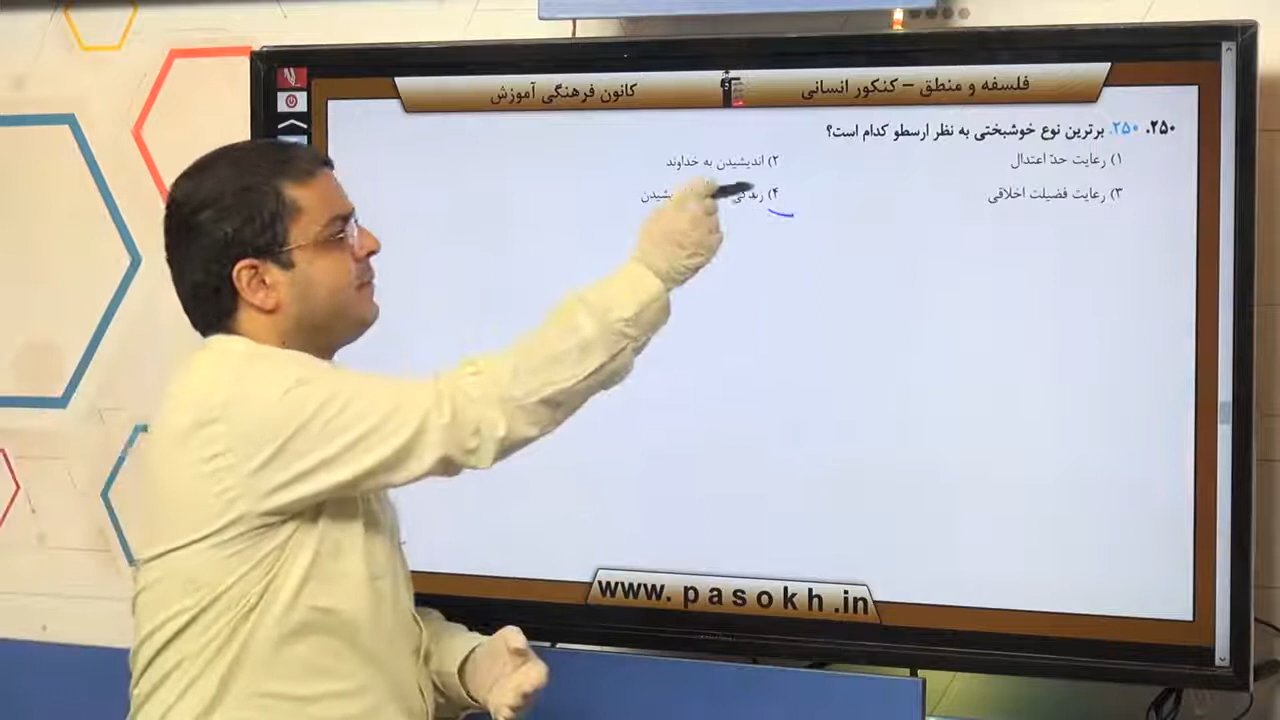 فلسفه و منطق – کنکور انسانی
کانون فرهنگی آموزش
۲۵۰. ۲۵۰. برترین نوع خوشبختی به نظر ارسطو کدام است؟
۱) رعایت حدّ اعتدال
۲) اندیشیدن به خداوند
۳) رعایت فضیلت اخلاقی
۴)
www.pasokh.in